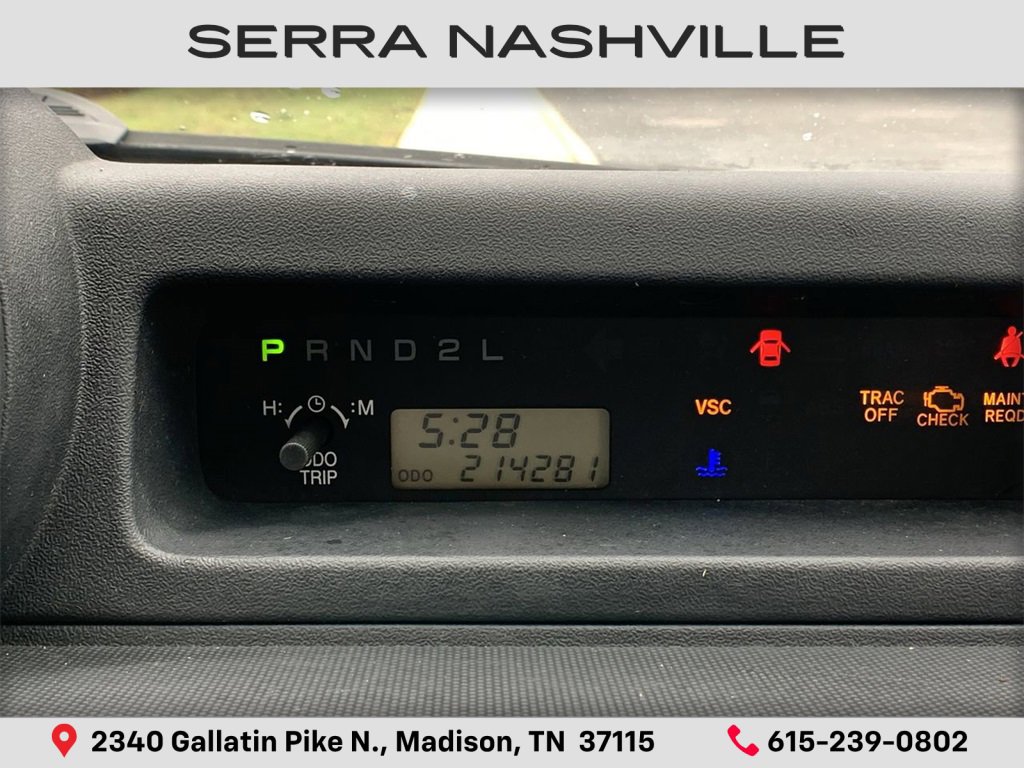 SERRA NASHVILLE
P R N D 2 L
H: :M
VSC
TRAC
OFF
CHECK
MAINT
REQD
5:28
ODO 214281
TRIP
2340 Gallatin Pike N., Madison, TN 37115
615-239-0802